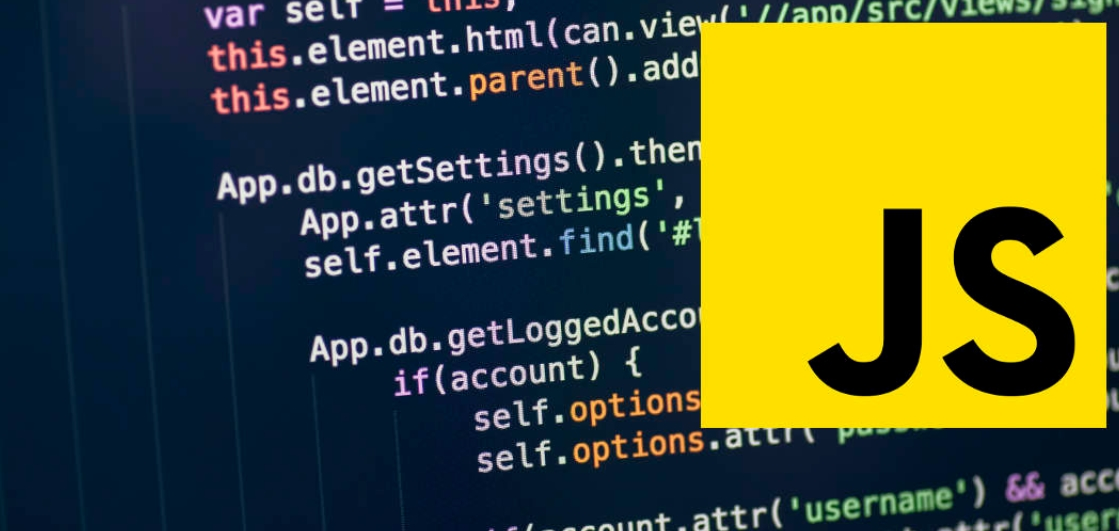 var self = this;
this.element.html(can.view('//app/src/views/
this.element.parent().add
App.db.getSettings().then
App.attr('settings',
self.element.find('#
App.db.getLoggedAcco
if(account) {
self.options
self.options.attr('
.attr('username') && acc
JS